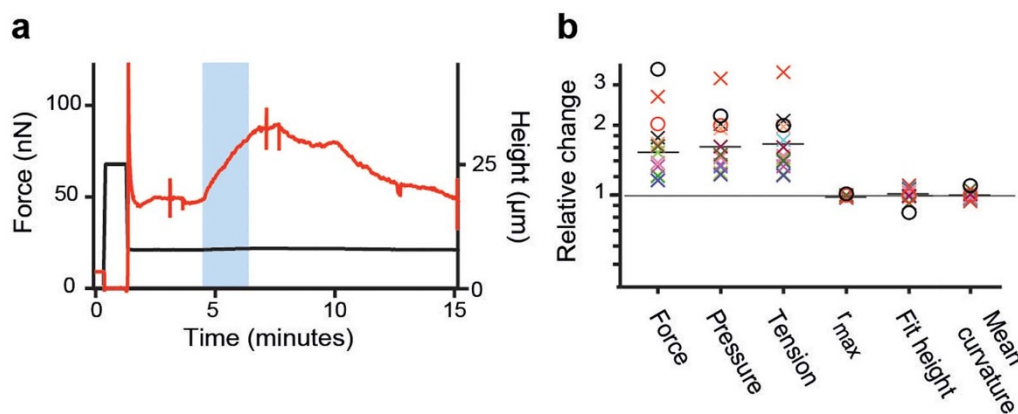 a
Force (nN)
100
50
0
25
0
Height (μm)
0
5
10
15
Time (minutes)
b
Relative change
3
2
1
Force
Pressure
Tension
rmax
Fit height
Mean
curvature